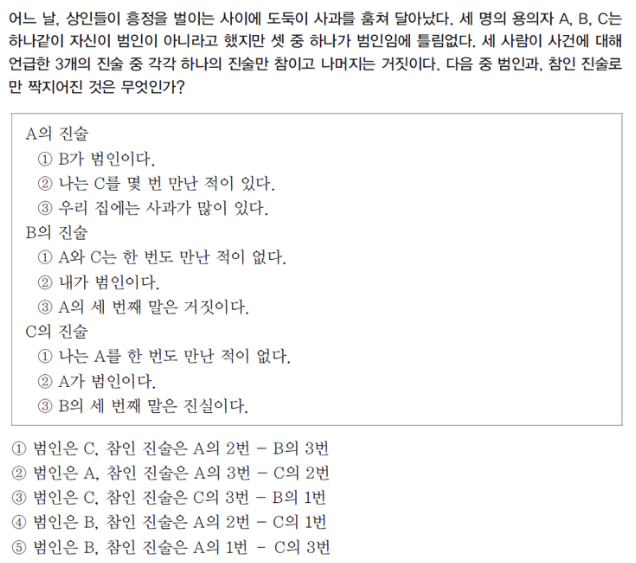 어느 날, 상인들이 흥정을 벌이는 사이에 도둑이 사과를 훔쳐 달아났다. 세 명의 용의자 A, B, C는
하나같이 자신이 범인이 아니라고 했지만 셋 중 하나가 범인임에 틀림없다. 세 사람이 사건에 대해
언급한 3개의 진술 중 각각 하나의 진술만 참이고 나머지는 거짓이다. 다음 중 범인과, 참인 진술로
만 짝지어진 것은 무엇인가?
A의 진술
① B가 범인이다.
② 나는 C를 몇 번 만난 적이 있다.
③ 우리 집에는 사과가 많이 있다.
B의 진술
① A와 C는 한 번도 만난 적이 없다.
② 내가 범인이다.
③ A의 세 번째 말은 거짓이다.
C의 진술
① 나는 A를 한 번도 만난 적이 없다.
② A가 범인이다.
③ B의 세 번째 말은 진실이다.
① 범인은 C, 참인 진술은 A의 2번 - B의 3번
② 범인은 A, 참인 진술은 A의 3번 - C의 2번
③ 범인은 C, 참인 진술은 C의 3번 - B의 1번
④ 범인은 B, 참인 진술은 A의 2번 - C의 1번
⑤ 범인은 B, 참인 진술은 A의 1번 - C의 3번